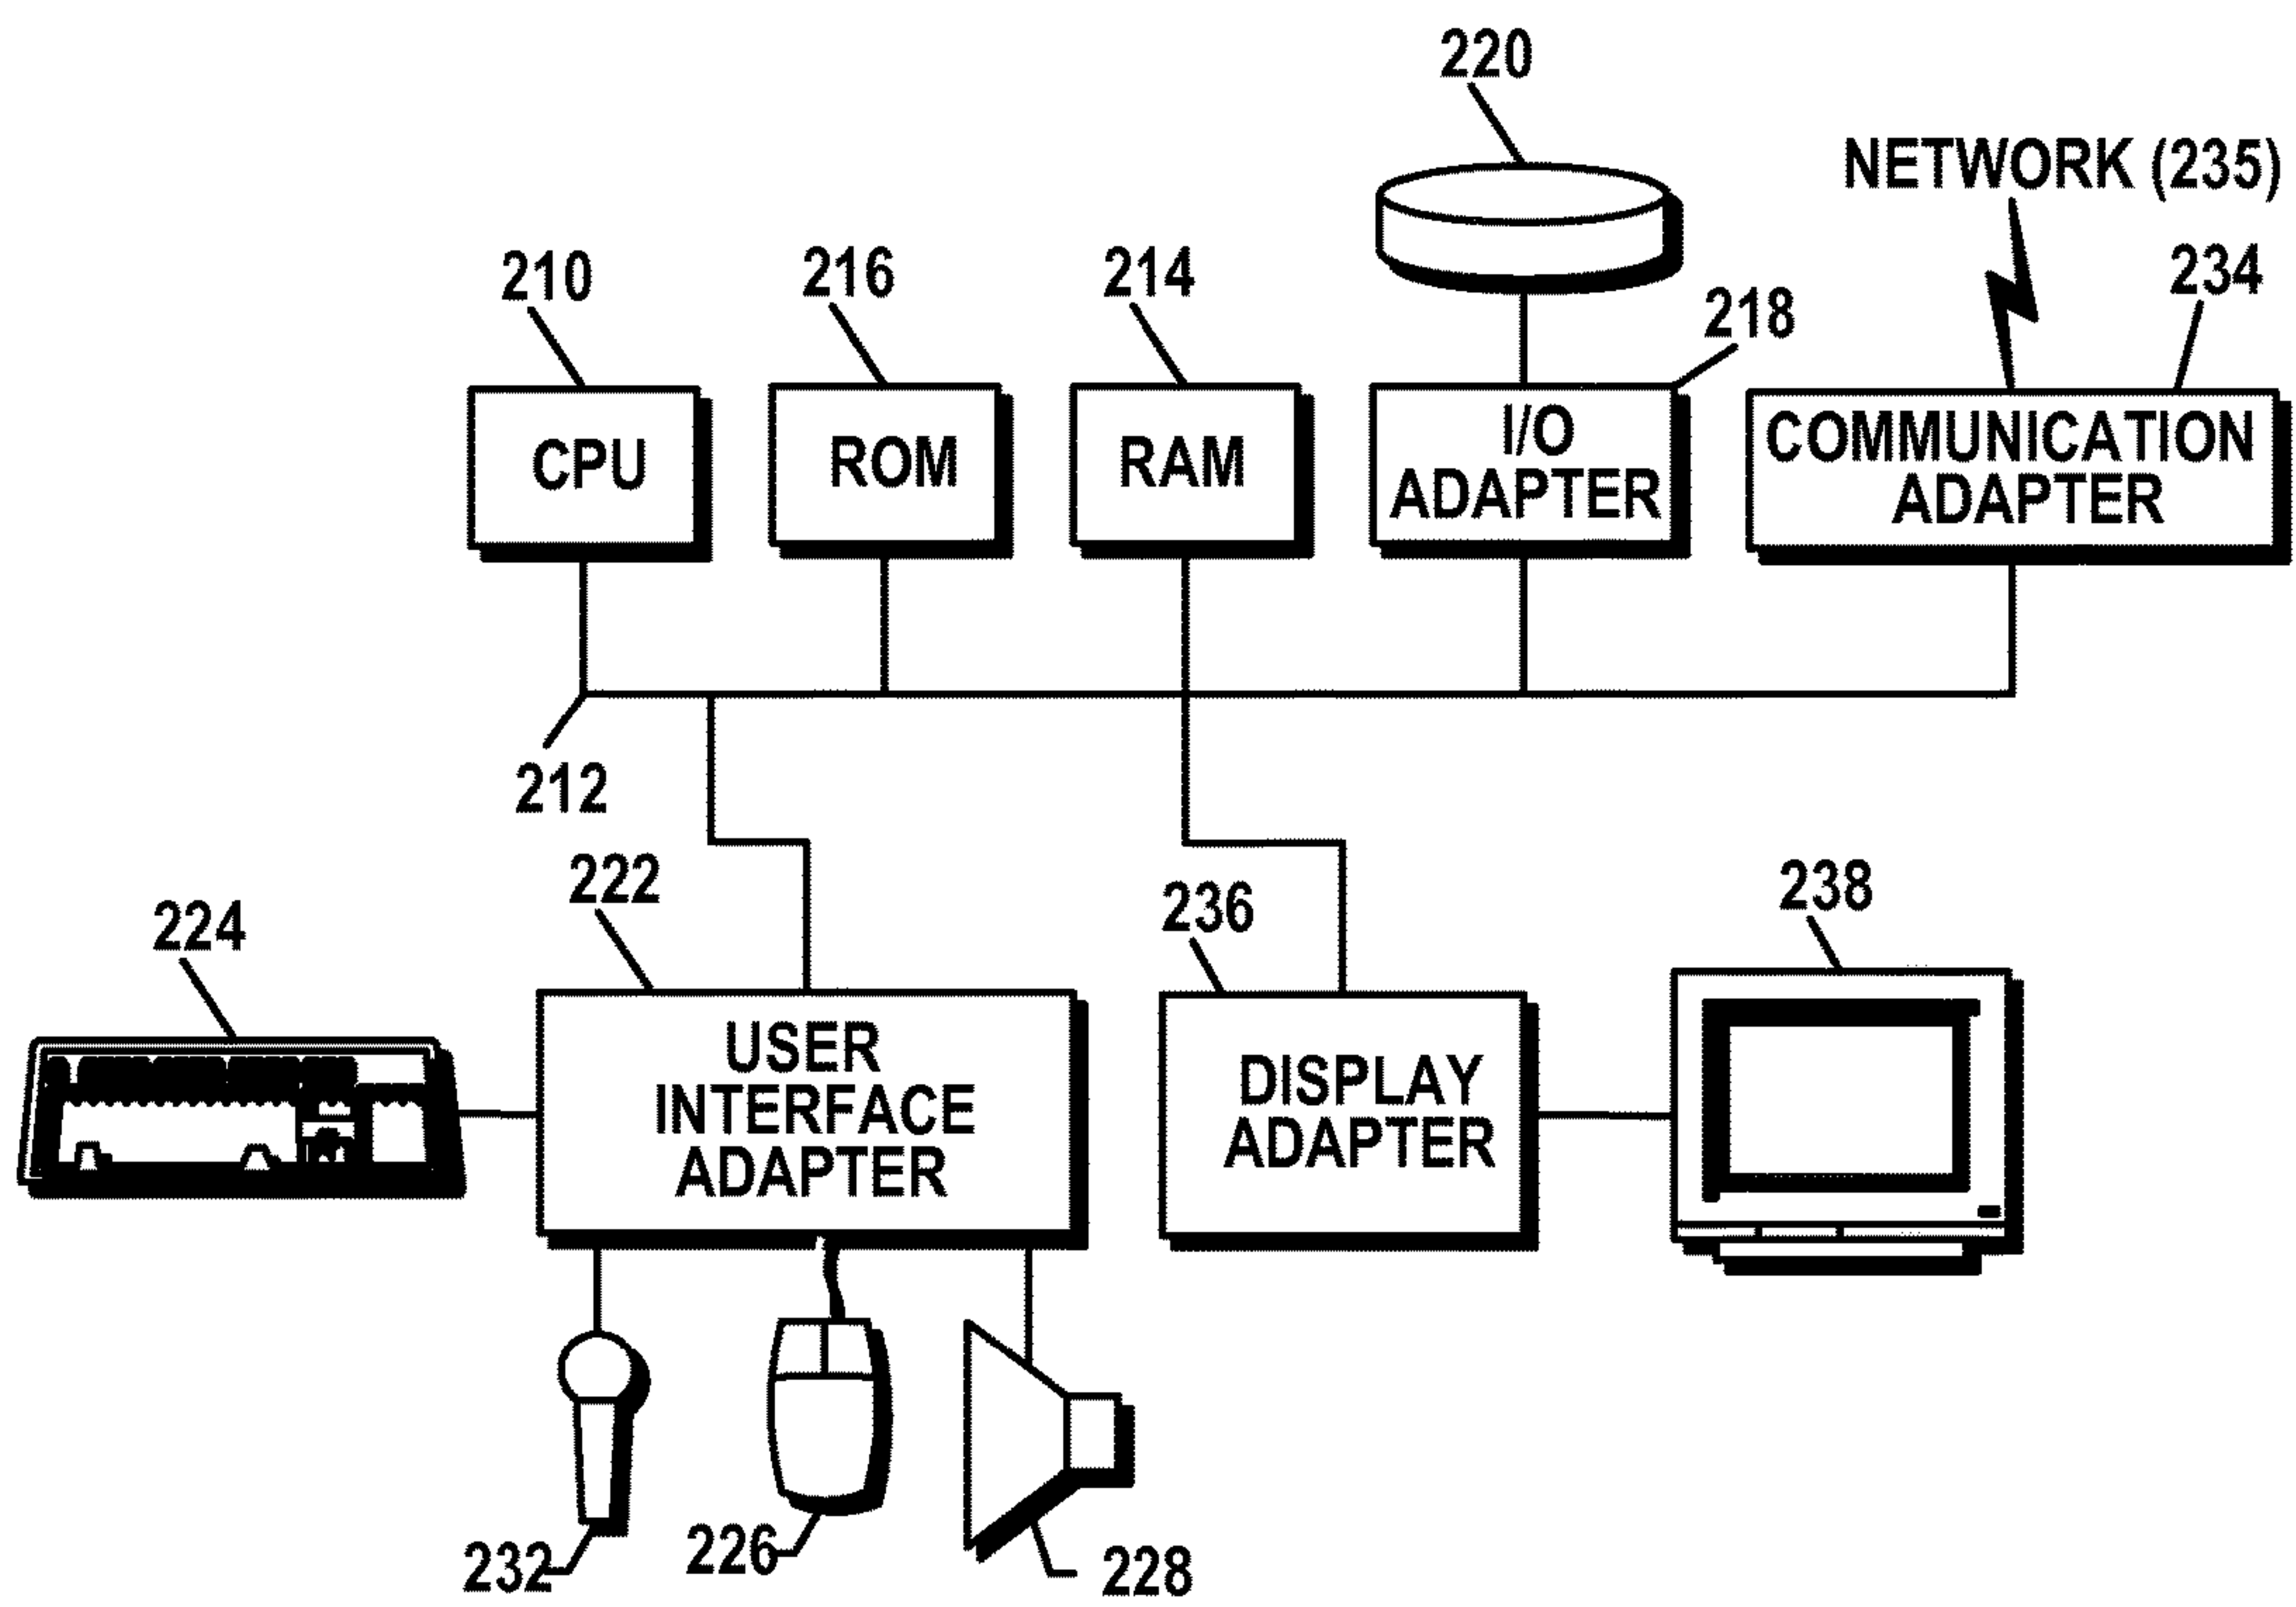 220
NETWORK (235)
210
216
214
218
234
CPU
ROM
RAM
I/O
ADAPTER
COMMUNICATION
ADAPTER
212
222
224
236
238
USER
INTERFACE
ADAPTER
DISPLAY
ADAPTER
232
226
228